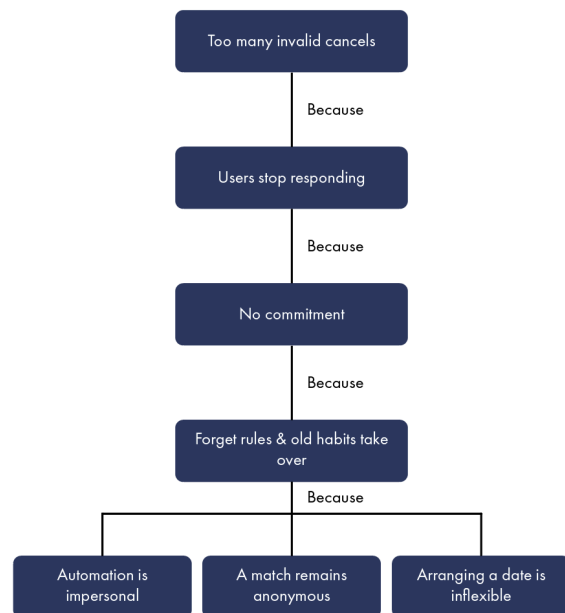 Too many invalid cancels
Because
Users stop responding
Because
No commitment
Because
Forget rules & old habits take
over
Because
Automation is
impersonal
A match remains
anonymous
Arranging a date is
inflexible